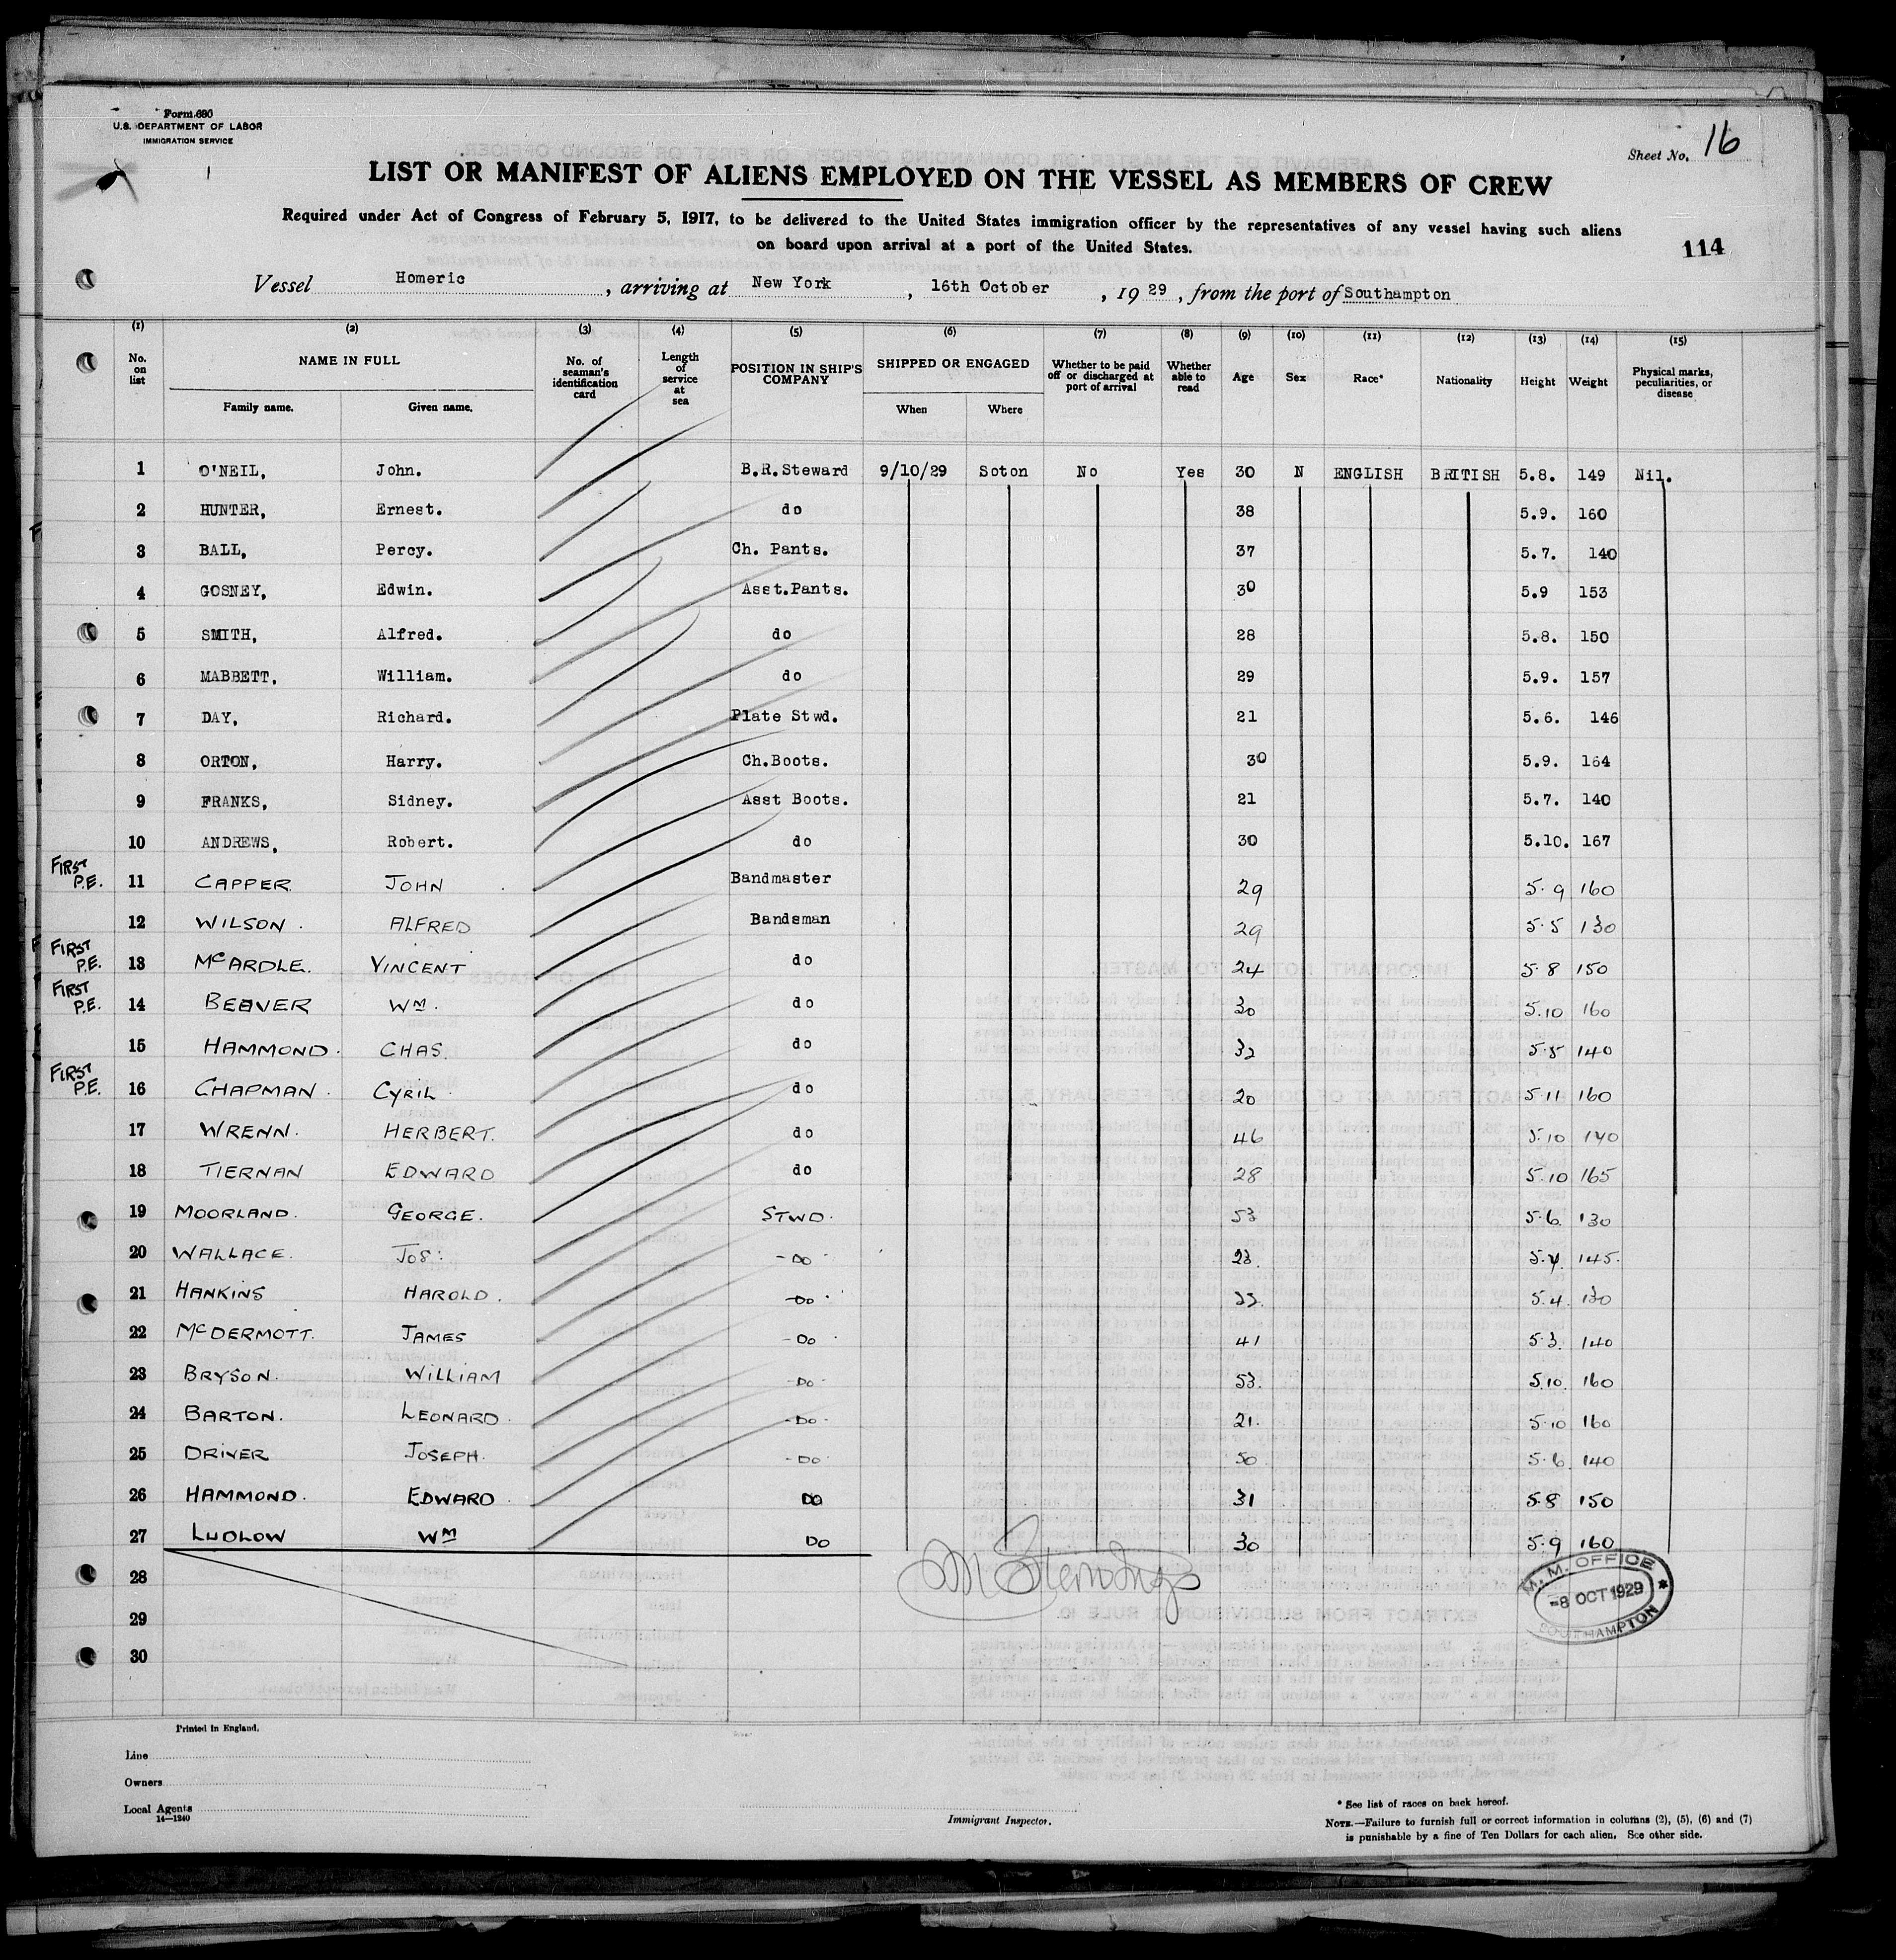 Form 680
U.S. DEPARTMENT OF LABOR
IMMIGRATION SERVICE
Sheet No. 16
LIST OR MANIFEST OF ALIENS EMPLOYED ON THE VESSEL AS MEMBERS OF CREW
Required under Act of Congress of February 5, 1917, to be delivered to the United States immigration officer by the representatives of any vessel having such aliens
on board upon arrival at a port of the United States.
114
Vessel Homeric, arriving at New York, 16th October, 1929, from the port of Southampton
(1) (2) (3) (4) (5) (6) (7) (8) (9) (10) (11) (12) (13) (14) (15)
No. on list NAME IN FULL Family name. Given name. No. of seaman's identification card Length of service at sea POSITION IN SHIP'S COMPANY SHIPPED OR ENGAGED When Where Whether to be paid off or discharged at port of arrival Whether able to read Age Sex Race* Nationality Height Weight Physical marks, peculiarities, or disease
1 O'NEIL, John. B.R.Steward 9/10/29 Soton No Yes 30 N ENGLISH BRITISH 5.8. 149 Nil.
2 HUNTER, Ernest. do 38 5.9. 160
3 BALL, Percy. Ch. Pants. 37 5.7. 140
4 GOSNEY, Edwin. Asst.Pants. 30 5.9 153
5 SMITH, Alfred. do 28 5.8. 150
6 MABBETT, William. do 29 5.9. 157
7 DAY, Richard. Plate Stwd. 21 5.6. 146
8 ORTON, Harry. Ch.Boots. 30 5.9. 164
9 FRANKS, Sidney. Asst Boots. 21 5.7. 140
10 ANDREWS, Robert. do 30 5.10. 167
FIRST P.E. 11 CAPPER JOHN Bandmaster 29 5.9 160
12 WILSON. ALFRED Bandsman 29 5.5 130
FIRST P.E. 13 McARDLE. VINCENT do 24 5.8 150
FIRST P.E. 14 BEAVER WM. do 30 5.10 160
15 HAMMOND. CHAS. do 32 5.5 140
FIRST P.E. 16 CHAPMAN. CYRIL. do 20 5.11 160
17 WRENN. HERBERT. do 46 5.10 140
18 TIERNAN EDWARD do 28 5.10 165
19 MOORLAND. GEORGE. STWD. 53 5.6. 130
20 WALLACE. JOS: -DO- 23. 5.4. 145.
21 HANKINS HAROLD. -DO- 22. 5.4. 130
22 McDERMOTT. JAMES -DO- 41 5.3. 140
23 BRYSON. WILLIAM -DO- 53. 5.10. 160
24 BARTON. LEONARD. -DO- 21. 5.10 160
25 DRIVER JOSEPH. -DO- 50 5.6. 140
26 HAMMOND. EDWARD. DO 31 5.8 150
27 LUDLOW WM DO 30 5.9 160
28
29
30
M.M. OFFICE
-8 OCT 1929
SOUTHAMPTON
Printed in England.
Line
Owners
Local Agents
14—1240
Immigrant Inspector.
* See list of races on back hereof.
NOTE.—Failure to furnish full or correct information in columns (2), (5), (6) and (7)
is punishable by a fine of Ten Dollars for each alien. See other side.